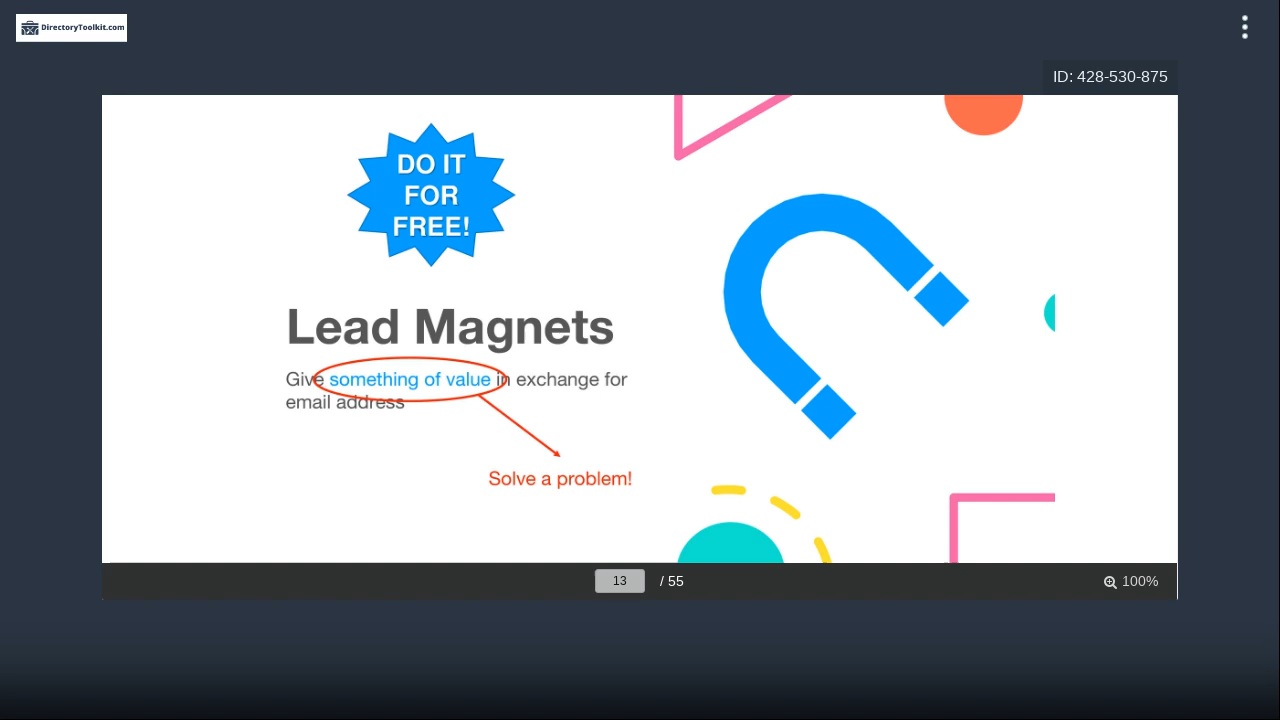 DirectoryToolkit.com
ID: 428-530-875
DO IT
FOR
FREE!
Lead Magnets
Give something of value in exchange for
email address
Solve a problem!
13 / 55
100%